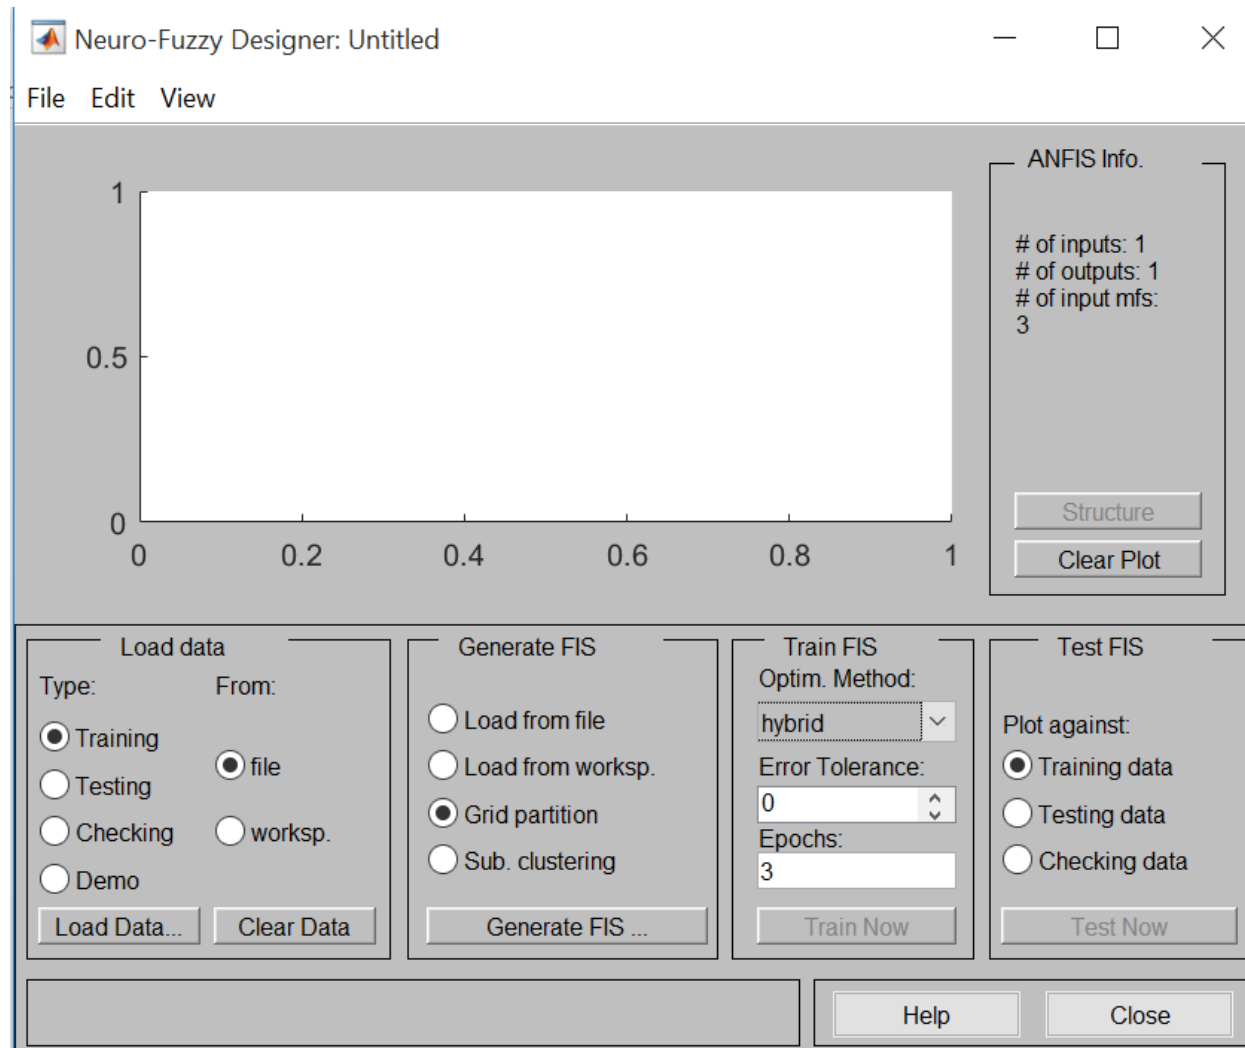 Neuro-Fuzzy Designer: Untitled
File Edit View
1
0.5
0
0 0.2 0.4 0.6 0.8 1
ANFIS Info.
# of inputs: 1
# of outputs: 1
# of input mfs:
3
Structure
Clear Plot
Load data
Type: From:
Training
file
Testing
Checking
worksp.
Demo
Load Data... Clear Data
Generate FIS
Load from file
Load from worksp.
Grid partition
Sub. clustering
Generate FIS ...
Train FIS
Optim. Method:
hybrid
Error Tolerance:
0
Epochs:
3
Train Now
Test FIS
Plot against:
Training data
Testing data
Checking data
Test Now
Help Close